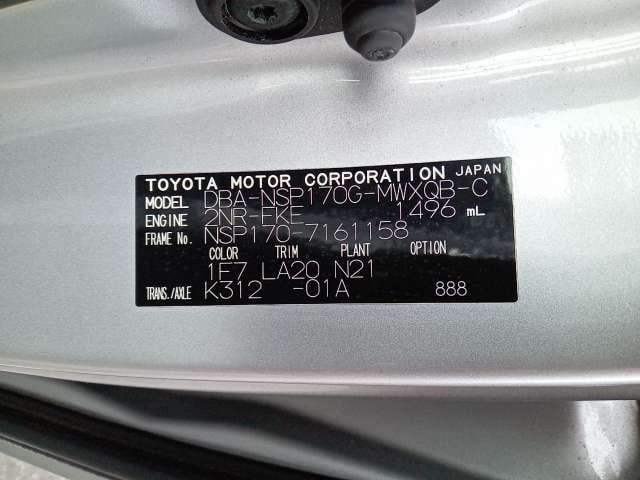 TOYOTA MOTOR CORPORATION JAPAN
MODEL DBA-NSP170G-MWXQB-C
ENGINE 2NR-FKE 1496 mL
FRAME No. NSP170-7161158
COLOR TRIM PLANT OPTION
1F7 LA20 N21
TRANS./AXLE K312 -01A 888